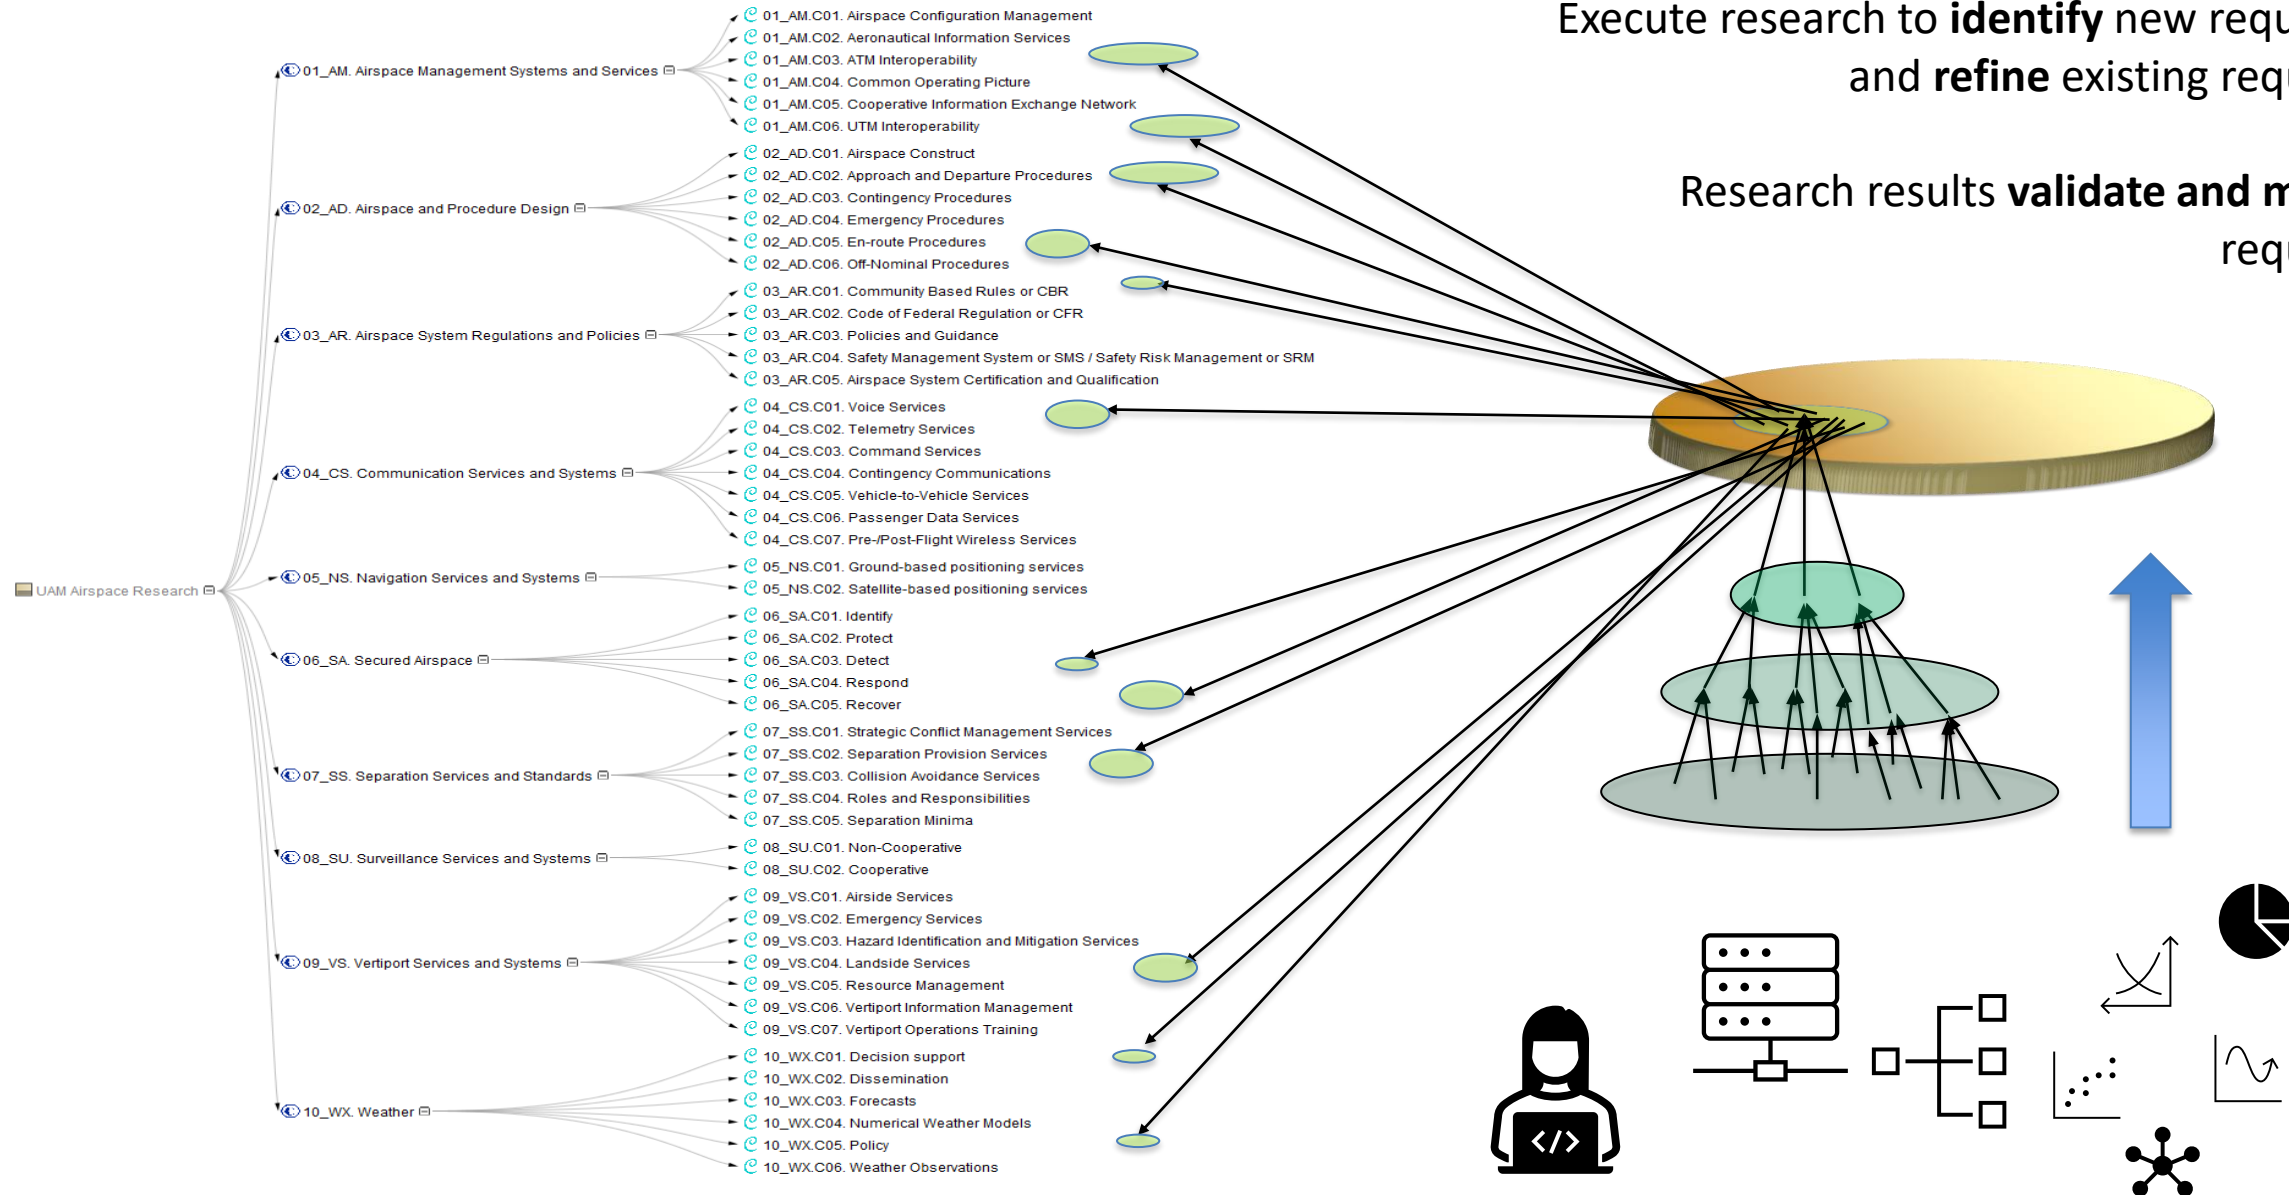 Execute research to identify new requ
and refine existing requ
Research results validate and m
requ
UAM Airspace Research
01_AM. Airspace Management Systems and Services
01_AM.C01. Airspace Configuration Management
01_AM.C02. Aeronautical Information Services
01_AM.C03. ATM Interoperability
01_AM.C04. Common Operating Picture
01_AM.C05. Cooperative Information Exchange Network
01_AM.C06. UTM Interoperability
02_AD. Airspace and Procedure Design
02_AD.C01. Airspace Construct
02_AD.C02. Approach and Departure Procedures
02_AD.C03. Contingency Procedures
02_AD.C04. Emergency Procedures
02_AD.C05. En-route Procedures
02_AD.C06. Off-Nominal Procedures
03_AR. Airspace System Regulations and Policies
03_AR.C01. Community Based Rules or CBR
03_AR.C02. Code of Federal Regulation or CFR
03_AR.C03. Policies and Guidance
03_AR.C04. Safety Management System or SMS / Safety Risk Management or SRM
03_AR.C05. Airspace System Certification and Qualification
04_CS. Communication Services and Systems
04_CS.C01. Voice Services
04_CS.C02. Telemetry Services
04_CS.C03. Command Services
04_CS.C04. Contingency Communications
04_CS.C05. Vehicle-to-Vehicle Services
04_CS.C06. Passenger Data Services
04_CS.C07. Pre-/Post-Flight Wireless Services
05_NS. Navigation Services and Systems
05_NS.C01. Ground-based positioning services
05_NS.C02. Satellite-based positioning services
06_SA. Secured Airspace
06_SA.C01. Identify
06_SA.C02. Protect
06_SA.C03. Detect
06_SA.C04. Respond
06_SA.C05. Recover
07_SS. Separation Services and Standards
07_SS.C01. Strategic Conflict Management Services
07_SS.C02. Separation Provision Services
07_SS.C03. Collision Avoidance Services
07_SS.C04. Roles and Responsibilities
07_SS.C05. Separation Minima
08_SU. Surveillance Services and Systems
08_SU.C01. Non-Cooperative
08_SU.C02. Cooperative
09_VS. Vertiport Services and Systems
09_VS.C01. Airside Services
09_VS.C02. Emergency Services
09_VS.C03. Hazard Identification and Mitigation Services
09_VS.C04. Landside Services
09_VS.C05. Resource Management
09_VS.C06. Vertiport Information Management
09_VS.C07. Vertiport Operations Training
10_WX. Weather
10_WX.C01. Decision support
10_WX.C02. Dissemination
10_WX.C03. Forecasts
10_WX.C04. Numerical Weather Models
10_WX.C05. Policy
10_WX.C06. Weather Observations